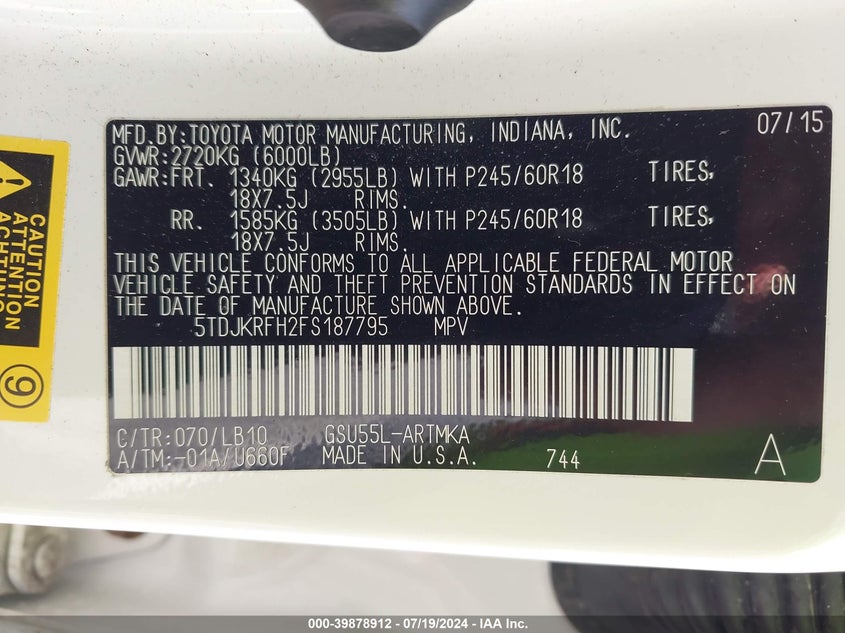 MFD.BY:TOYOTA MOTOR MANUFACTURING, INDIANA, INC. 07/15
GVWR:2720KG (6000LB)
GAWR:FRT. 1340KG (2955LB) WITH P245/60R18 TIRES,
18X7.5J RIMS.
RR. 1585KG (3505LB) WITH P245/60R18 TIRES,
18X7.5J RIMS.
THIS VEHICLE CONFORMS TO ALL APPLICABLE FEDERAL MOTOR
VEHICLE SAFETY AND THEFT PREVENTION STANDARDS IN EFFECT ON
THE DATE OF MANUFACTURE SHOWN ABOVE.
5TDJKRFH2FS187795 MPV
C/TR:070/LB10 GSU55L-ARTMKA
A/TM:-01A/U660F MADE IN U.S.A. 744 A
CAUTION
ATTENTION
ACHTUNG
9
000-39878912 - 07/19/2024 - IAA Inc.